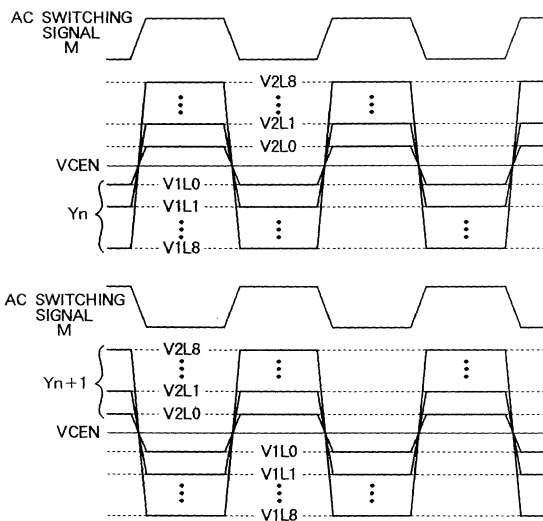 AC SWITCHING
SIGNAL
M
V2L8
V2L1
V2L0
VCEN
V1L0
Yn
V1L1
V1L8
AC SWITCHING
SIGNAL
M
V2L8
Yn+1
V2L1
V2L0
VCEN
V1L0
V1L1
V1L8